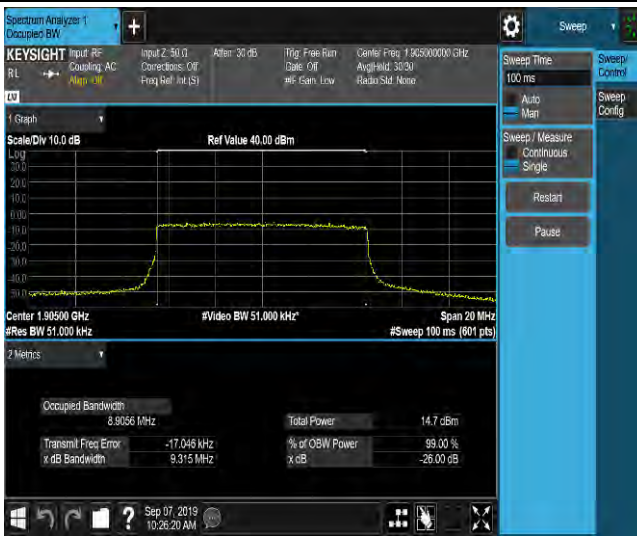 Spectrum Analyzer 1
Occupied BW
+
Sweep
KEYSIGHT
RL
Input: RF
Coupling: AC
Align: Off
Input Z: 50 Ω
Corrections: Off
Freq Ref: Int (S)
Atten: 30 dB
Trig: Free Run
Gate: Off
#IF Gain: Low
Center Freq: 1.905000000 GHz
Avg|Hold: 30/30
Radio Std: None
1 Graph
Scale/Div 10.0 dB
Ref Value 40.00 dBm
Log
30.0
20.0
10.0
0.00
-10.0
-20.0
-30.0
-40.0
-50.0
Center 1.90500 GHz
#Video BW 51.000 kHz*
Span 20 MHz
#Res BW 51.000 kHz
#Sweep 100 ms (601 pts)
2 Metrics
Occupied Bandwidth
8.9056 MHz
Total Power
14.7 dBm
Transmit Freq Error
-17.046 kHz
% of OBW Power
99.00 %
x dB Bandwidth
9.315 MHz
x dB
-26.00 dB
?
Sep 07, 2019
10:26:20 AM
Sweep Time
100 ms
Auto
Man
Sweep / Measure
Continuous
Single
Restart
Pause
Sweep/
Control
Sweep
Config